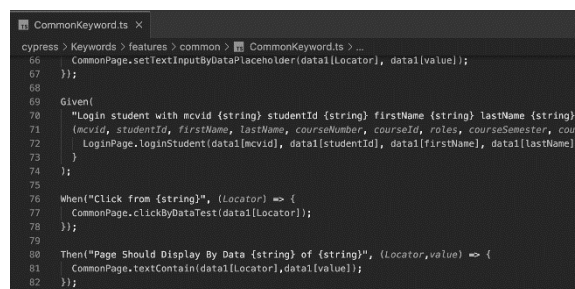 CommonKeyword.ts ×
cypress > Keywords > features > common > CommonKeyword.ts > ...
66 CommonPage.setTextInputByDataPlaceholder(data1[Locator], data1[value]);
67 });
68
69 Given(
70 "Login student with mcvid {string} studentId {string} firstName {string} lastName {string}
71 (mcvid, studentId, firstName, lastName, courseNumber, courseId, roles, courseSemester, cou
72 LoginPage.loginStudent(data1[mcvid], data1[studentId], data1[firstName], data1[lastName]
73 }
74 );
75
76 When("Click from {string}", (Locator) => {
77 CommonPage.clickByDataTest(data1[Locator]);
78 });
79
80 Then("Page Should Display By Data {string} of {string}", (Locator,value) => {
81 CommonPage.textContain(data1[Locator],data1[value]);
82 });